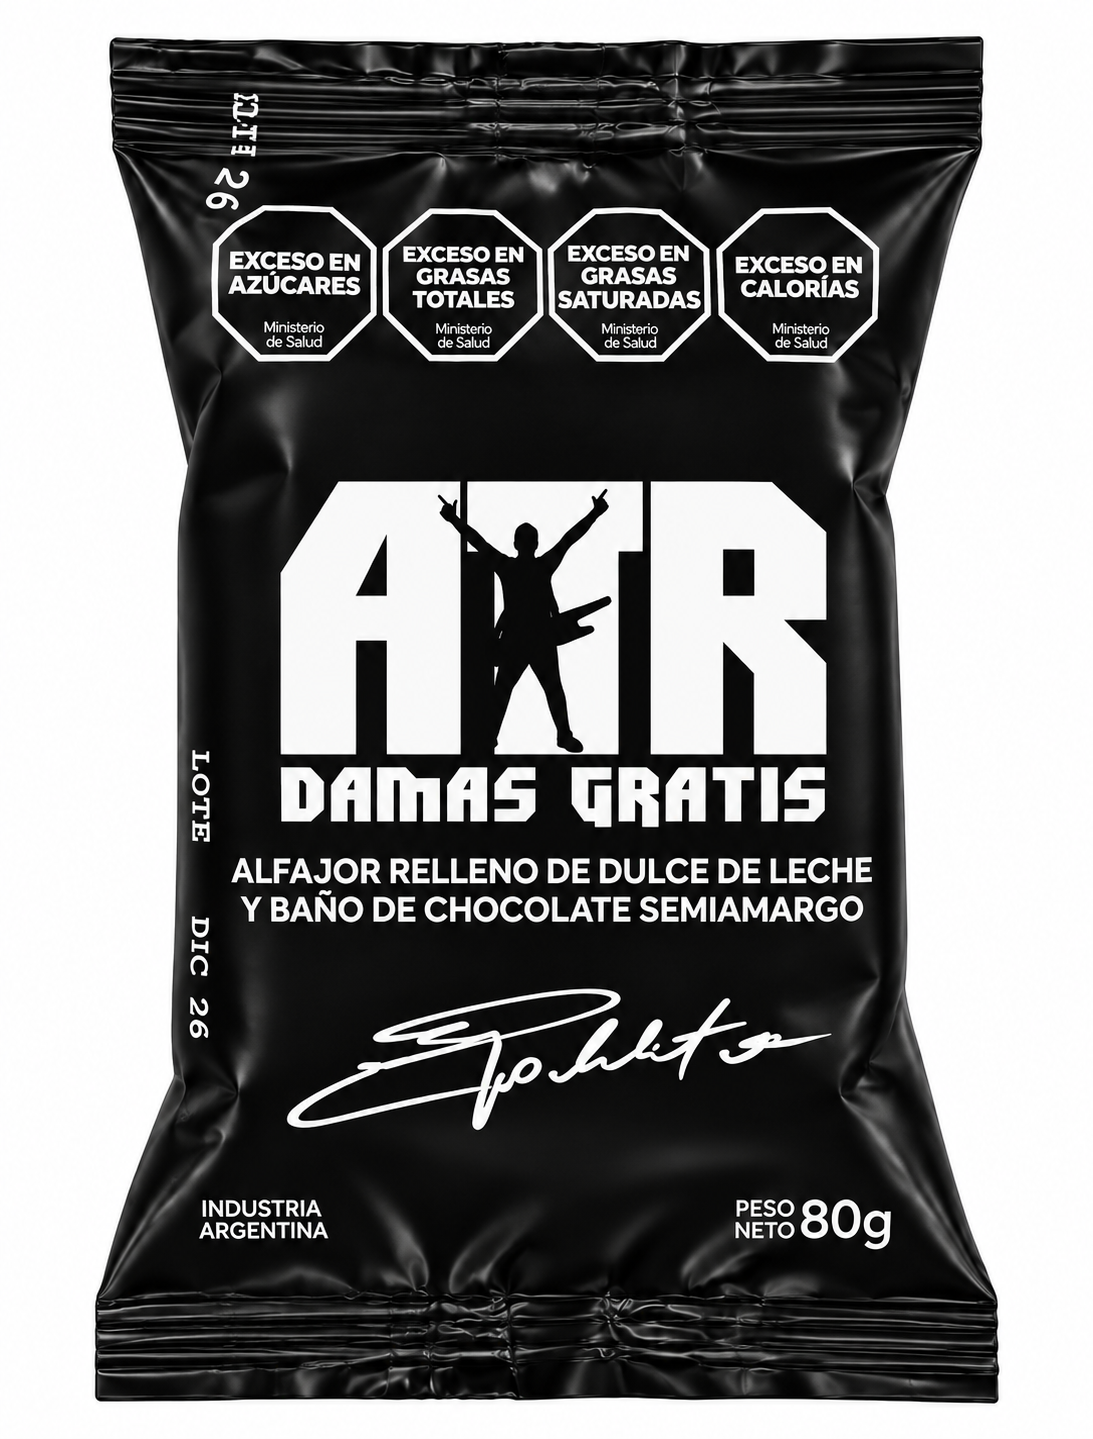 26
EXCESO EN
AZÚCARES
Ministerio
de Salud
EXCESO EN
GRASAS
TOTALES
Ministerio
de Salud
EXCESO EN
GRASAS
SATURADAS
Ministerio
de Salud
EXCESO EN
CALORÍAS
Ministerio
de Salud
ATR
DAMAS GRATIS
ALFAJOR RELLENO DE DULCE DE LECHE
Y BAÑO DE CHOCOLATE SEMIAMARGO
LOTE DIC 26
INDUSTRIA
ARGENTINA
PESO
NETO 80g